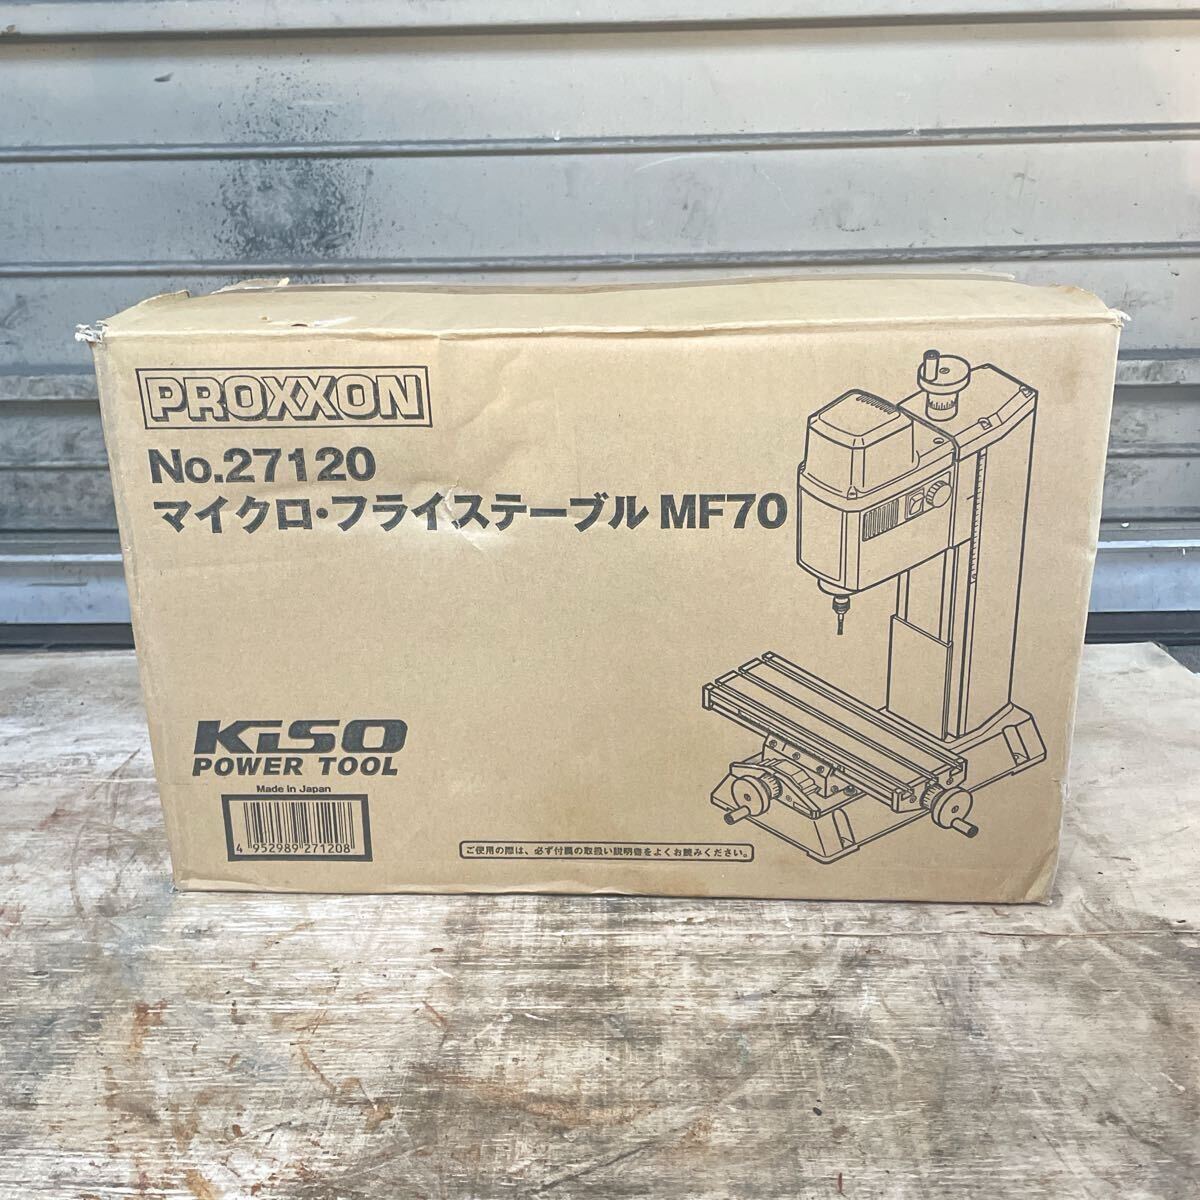 PROXXON
No.27120
マイクロ・フライステーブル MF70
KiSO
POWER TOOL
Made in Japan
4 952989 271208
ご使用の際は、必ず付属の取扱い説明書をよくお読みください。